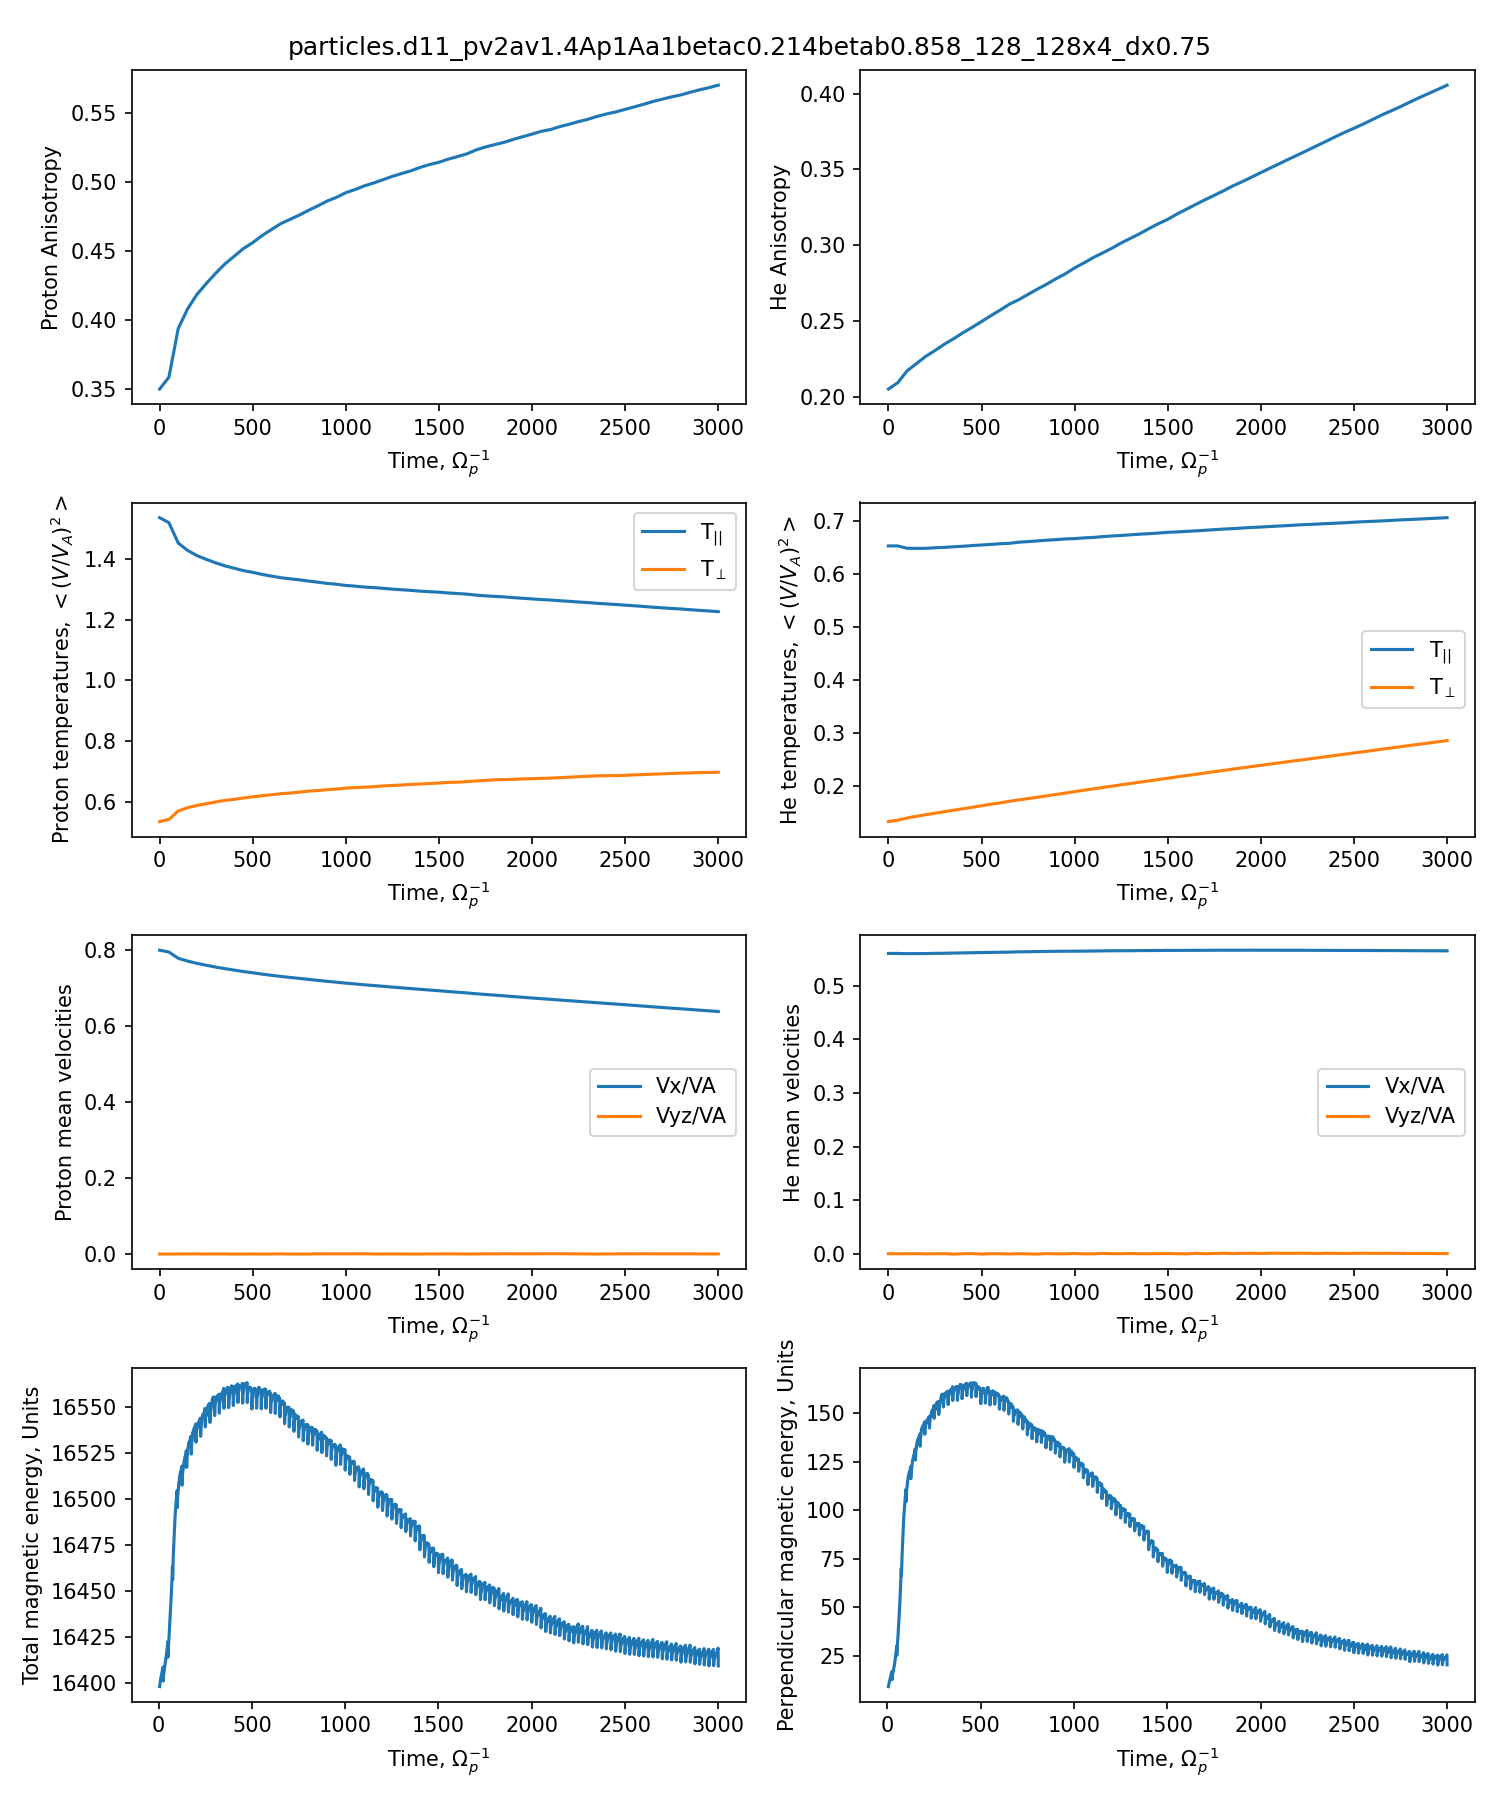 particles.d11_pv2av1.4Ap1Aa1betac0.214betab0.858_128_128x4_dx0.75
Proton Anisotropy
0.55
0.50
0.45
0.40
0.35
0 500 1000 1500 2000 2500 3000
Time, Ω_p^{-1}
He Anisotropy
0.40
0.35
0.30
0.25
0.20
0 500 1000 1500 2000 2500 3000
Time, Ω_p^{-1}
Proton temperatures, < (V/V_A)^2 >
1.4
1.2
1.0
0.8
0.6
T_||
T_⊥
0 500 1000 1500 2000 2500 3000
Time, Ω_p^{-1}
He temperatures, < (V/V_A)^2 >
0.7
0.6
0.5
0.4
0.3
0.2
T_||
T_⊥
0 500 1000 1500 2000 2500 3000
Time, Ω_p^{-1}
Proton mean velocities
0.8
0.6
0.4
0.2
0.0
Vx/VA
Vyz/VA
0 500 1000 1500 2000 2500 3000
Time, Ω_p^{-1}
He mean velocities
0.5
0.4
0.3
0.2
0.1
0.0
Vx/VA
Vyz/VA
0 500 1000 1500 2000 2500 3000
Time, Ω_p^{-1}
Total magnetic energy, Units
16550
16525
16500
16475
16450
16425
16400
0 500 1000 1500 2000 2500 3000
Time, Ω_p^{-1}
Perpendicular magnetic energy, Units
150
125
100
75
50
25
0 500 1000 1500 2000 2500 3000
Time, Ω_p^{-1}